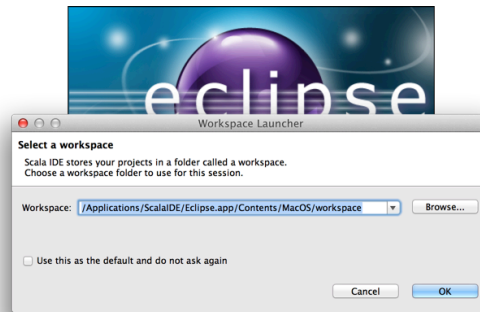 eclipse
Workspace Launcher
Select a workspace
Scala IDE stores your projects in a folder called a workspace.
Choose a workspace folder to use for this session.
Workspace: /Applications/ScalaIDE/Eclipse.app/Contents/MacOS/workspace Browse...
Use this as the default and do not ask again
Cancel OK